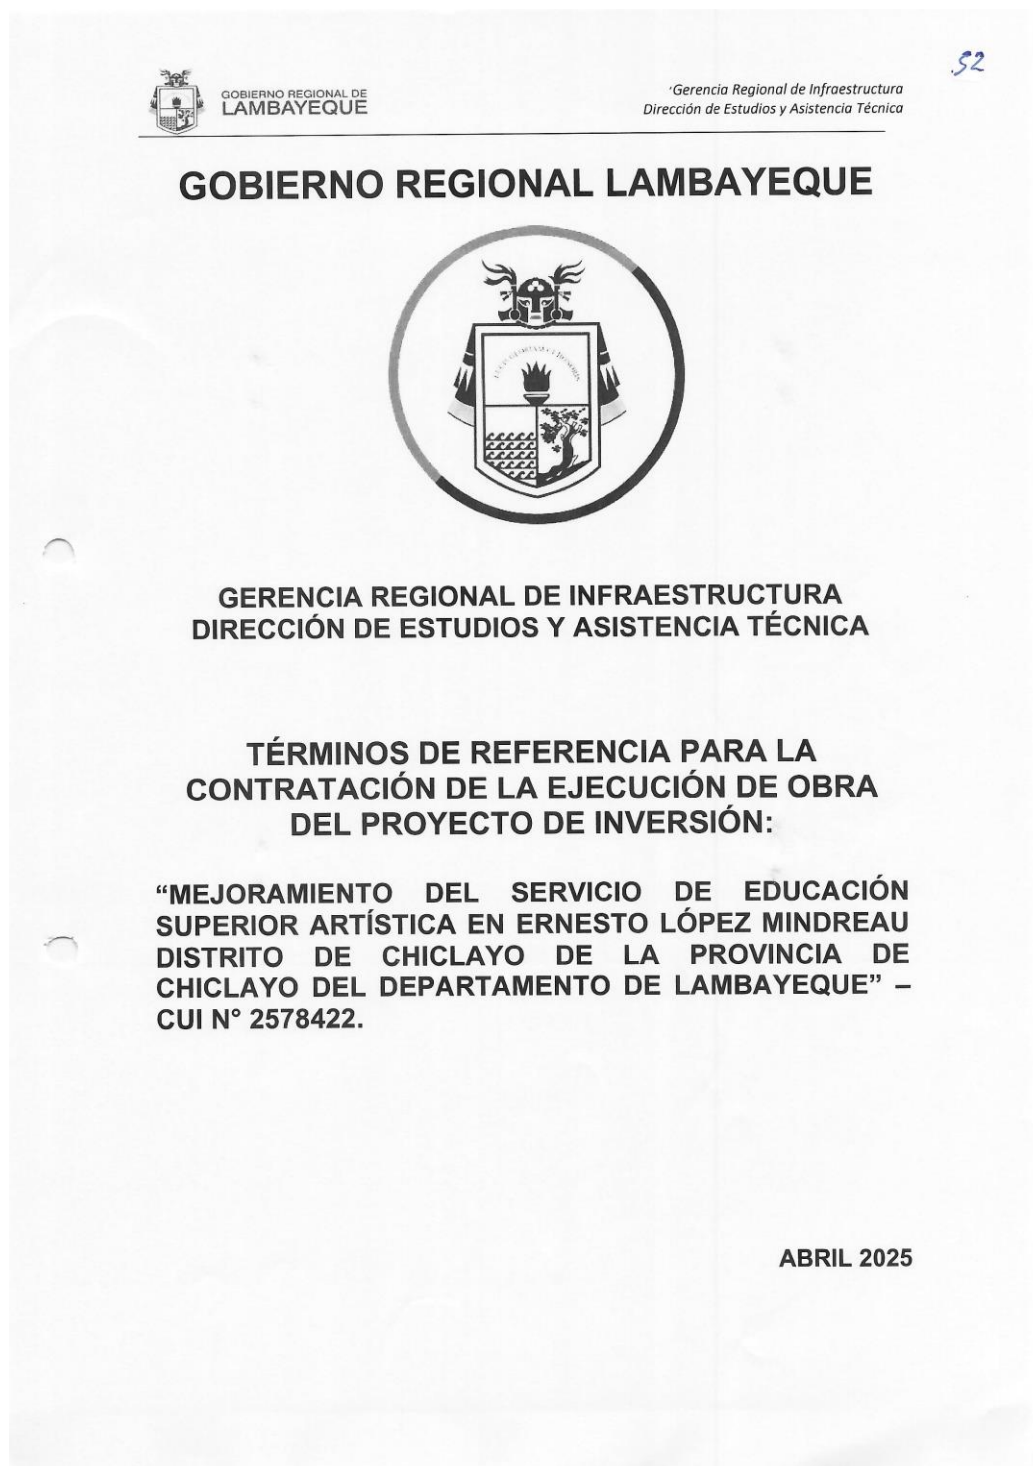 52
GOBIERNO REGIONAL DE
LAMBAYEQUE
Gerencia Regional de Infraestructura
Dirección de Estudios y Asistencia Técnica
GOBIERNO REGIONAL LAMBAYEQUE
GERENCIA REGIONAL DE INFRAESTRUCTURA
DIRECCIÓN DE ESTUDIOS Y ASISTENCIA TÉCNICA
TÉRMINOS DE REFERENCIA PARA LA
CONTRATACIÓN DE LA EJECUCIÓN DE OBRA
DEL PROYECTO DE INVERSIÓN:
“MEJORAMIENTO DEL SERVICIO DE EDUCACIÓN
SUPERIOR ARTÍSTICA EN ERNESTO LÓPEZ MINDREAU
DISTRITO DE CHICLAYO DE LA PROVINCIA DE
CHICLAYO DEL DEPARTAMENTO DE LAMBAYEQUE” –
CUI N° 2578422.
ABRIL 2025